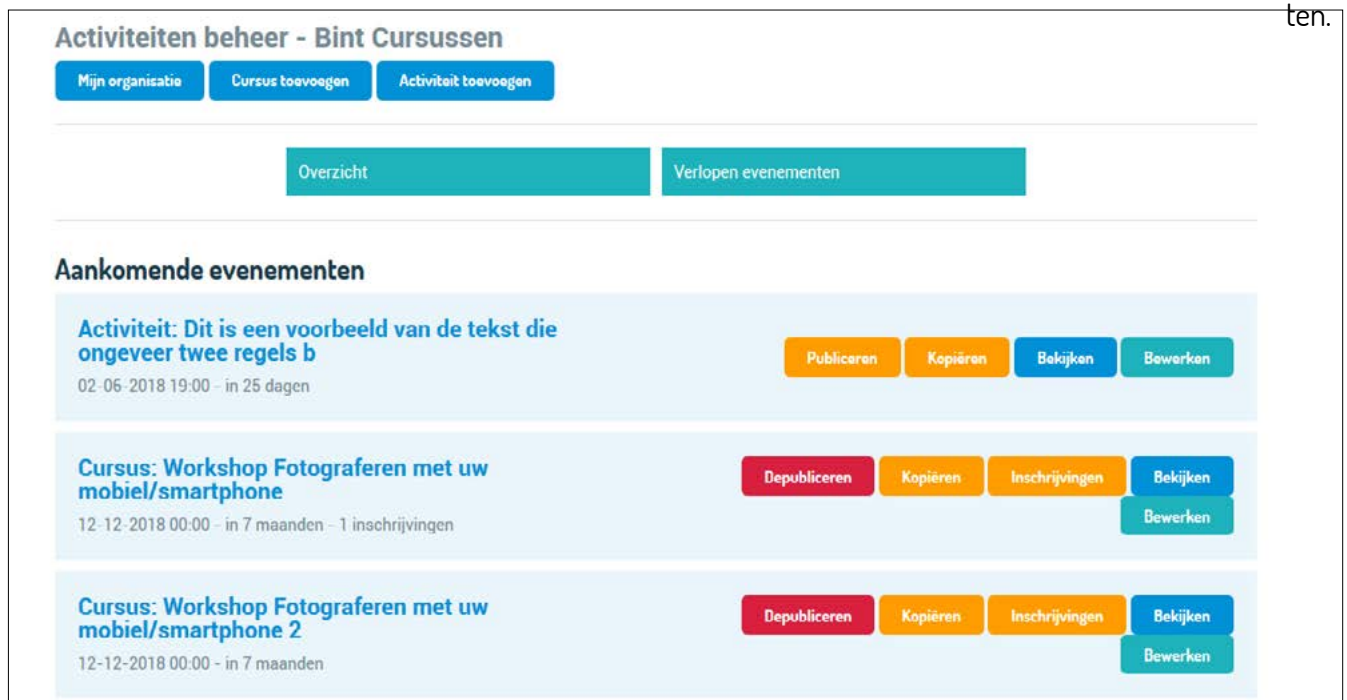 ten.
Activiteiten beheer - Bint Cursussen
Mijn organisatie Cursus toevoegen Activiteit toevoegen
Overzicht Verlopen evenementen
Aankomende evenementen
Activiteit: Dit is een voorbeeld van de tekst die
ongeveer twee regels b
02-06-2018 19:00 - in 25 dagen
Publiceren Kopiëren Bekijken Bewerken
Cursus: Workshop Fotograferen met uw
mobiel/smartphone
12-12-2018 00:00 - in 7 maanden - 1 inschrijvingen
Depubliceren Kopiëren Inschrijvingen Bekijken
Bewerken
Cursus: Workshop Fotograferen met uw
mobiel/smartphone 2
12-12-2018 00:00 - in 7 maanden
Depubliceren Kopiëren Inschrijvingen Bekijken
Bewerken